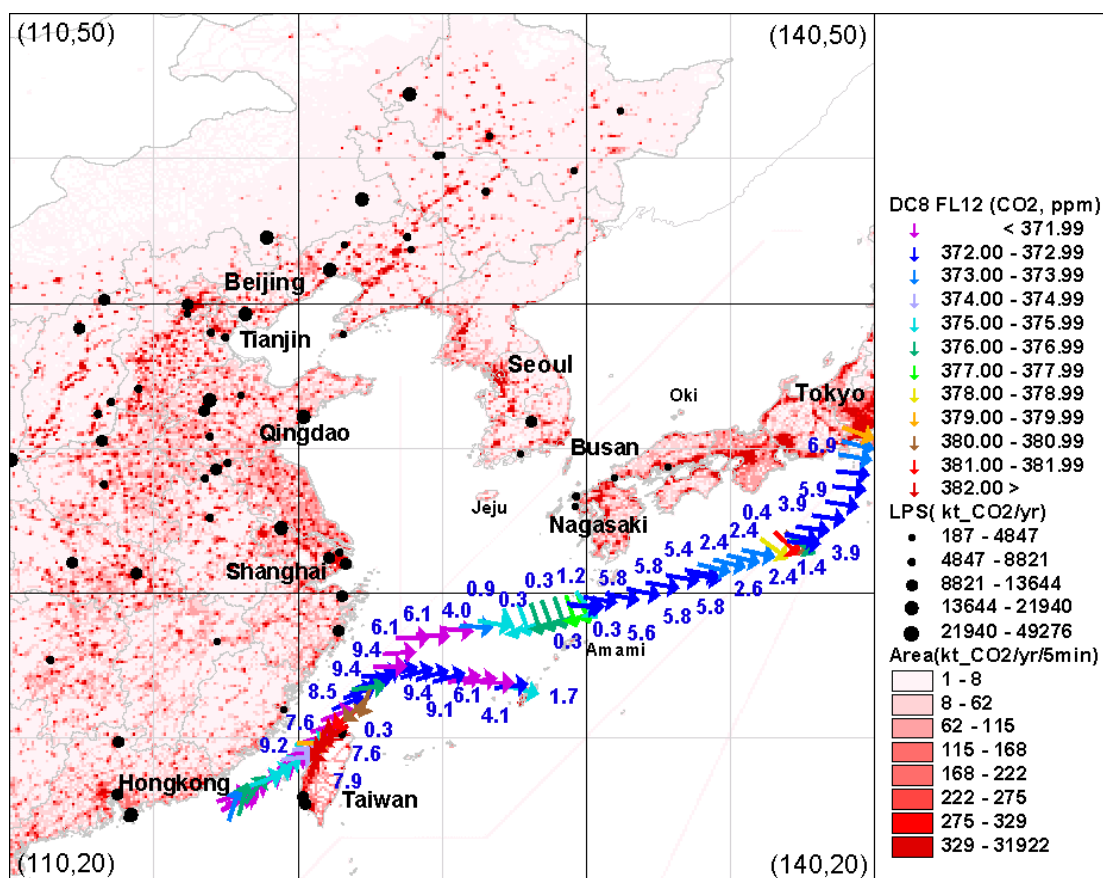 (110,50)
(140,50)
Beijing
Tianjin
Seoul
Oki
Tokyo
Qingdao
Busan
6.9
Jeju
5.9
Nagasaki
3.9
0.4
2.4
2.4
5.4
3.9
Shanghai
1.4
2.4
2.6
5.8
5.8
1.2
0.3
0.9
0.3
5.8
5.8
5.6
0.3
0.3
Amami
4.0
6.1
6.1
9.4
9.4
8.5
9.4
9.1
6.1
4.1
1.7
7.6
0.3
9.2
7.6
7.9
Hongkong
Taiwan
(110,20)
(140,20)
DC8 FL12 (CO2, ppm)
< 371.99
372.00 - 372.99
373.00 - 373.99
374.00 - 374.99
375.00 - 375.99
376.00 - 376.99
377.00 - 377.99
378.00 - 378.99
379.00 - 379.99
380.00 - 380.99
381.00 - 381.99
382.00 >
LPS( kt_CO2/yr)
187 - 4847
4847 - 8821
8821 - 13644
13644 - 21940
21940 - 49276
Area(kt_CO2/yr/5min)
1 - 8
8 - 62
62 - 115
115 - 168
168 - 222
222 - 275
275 - 329
329 - 31922